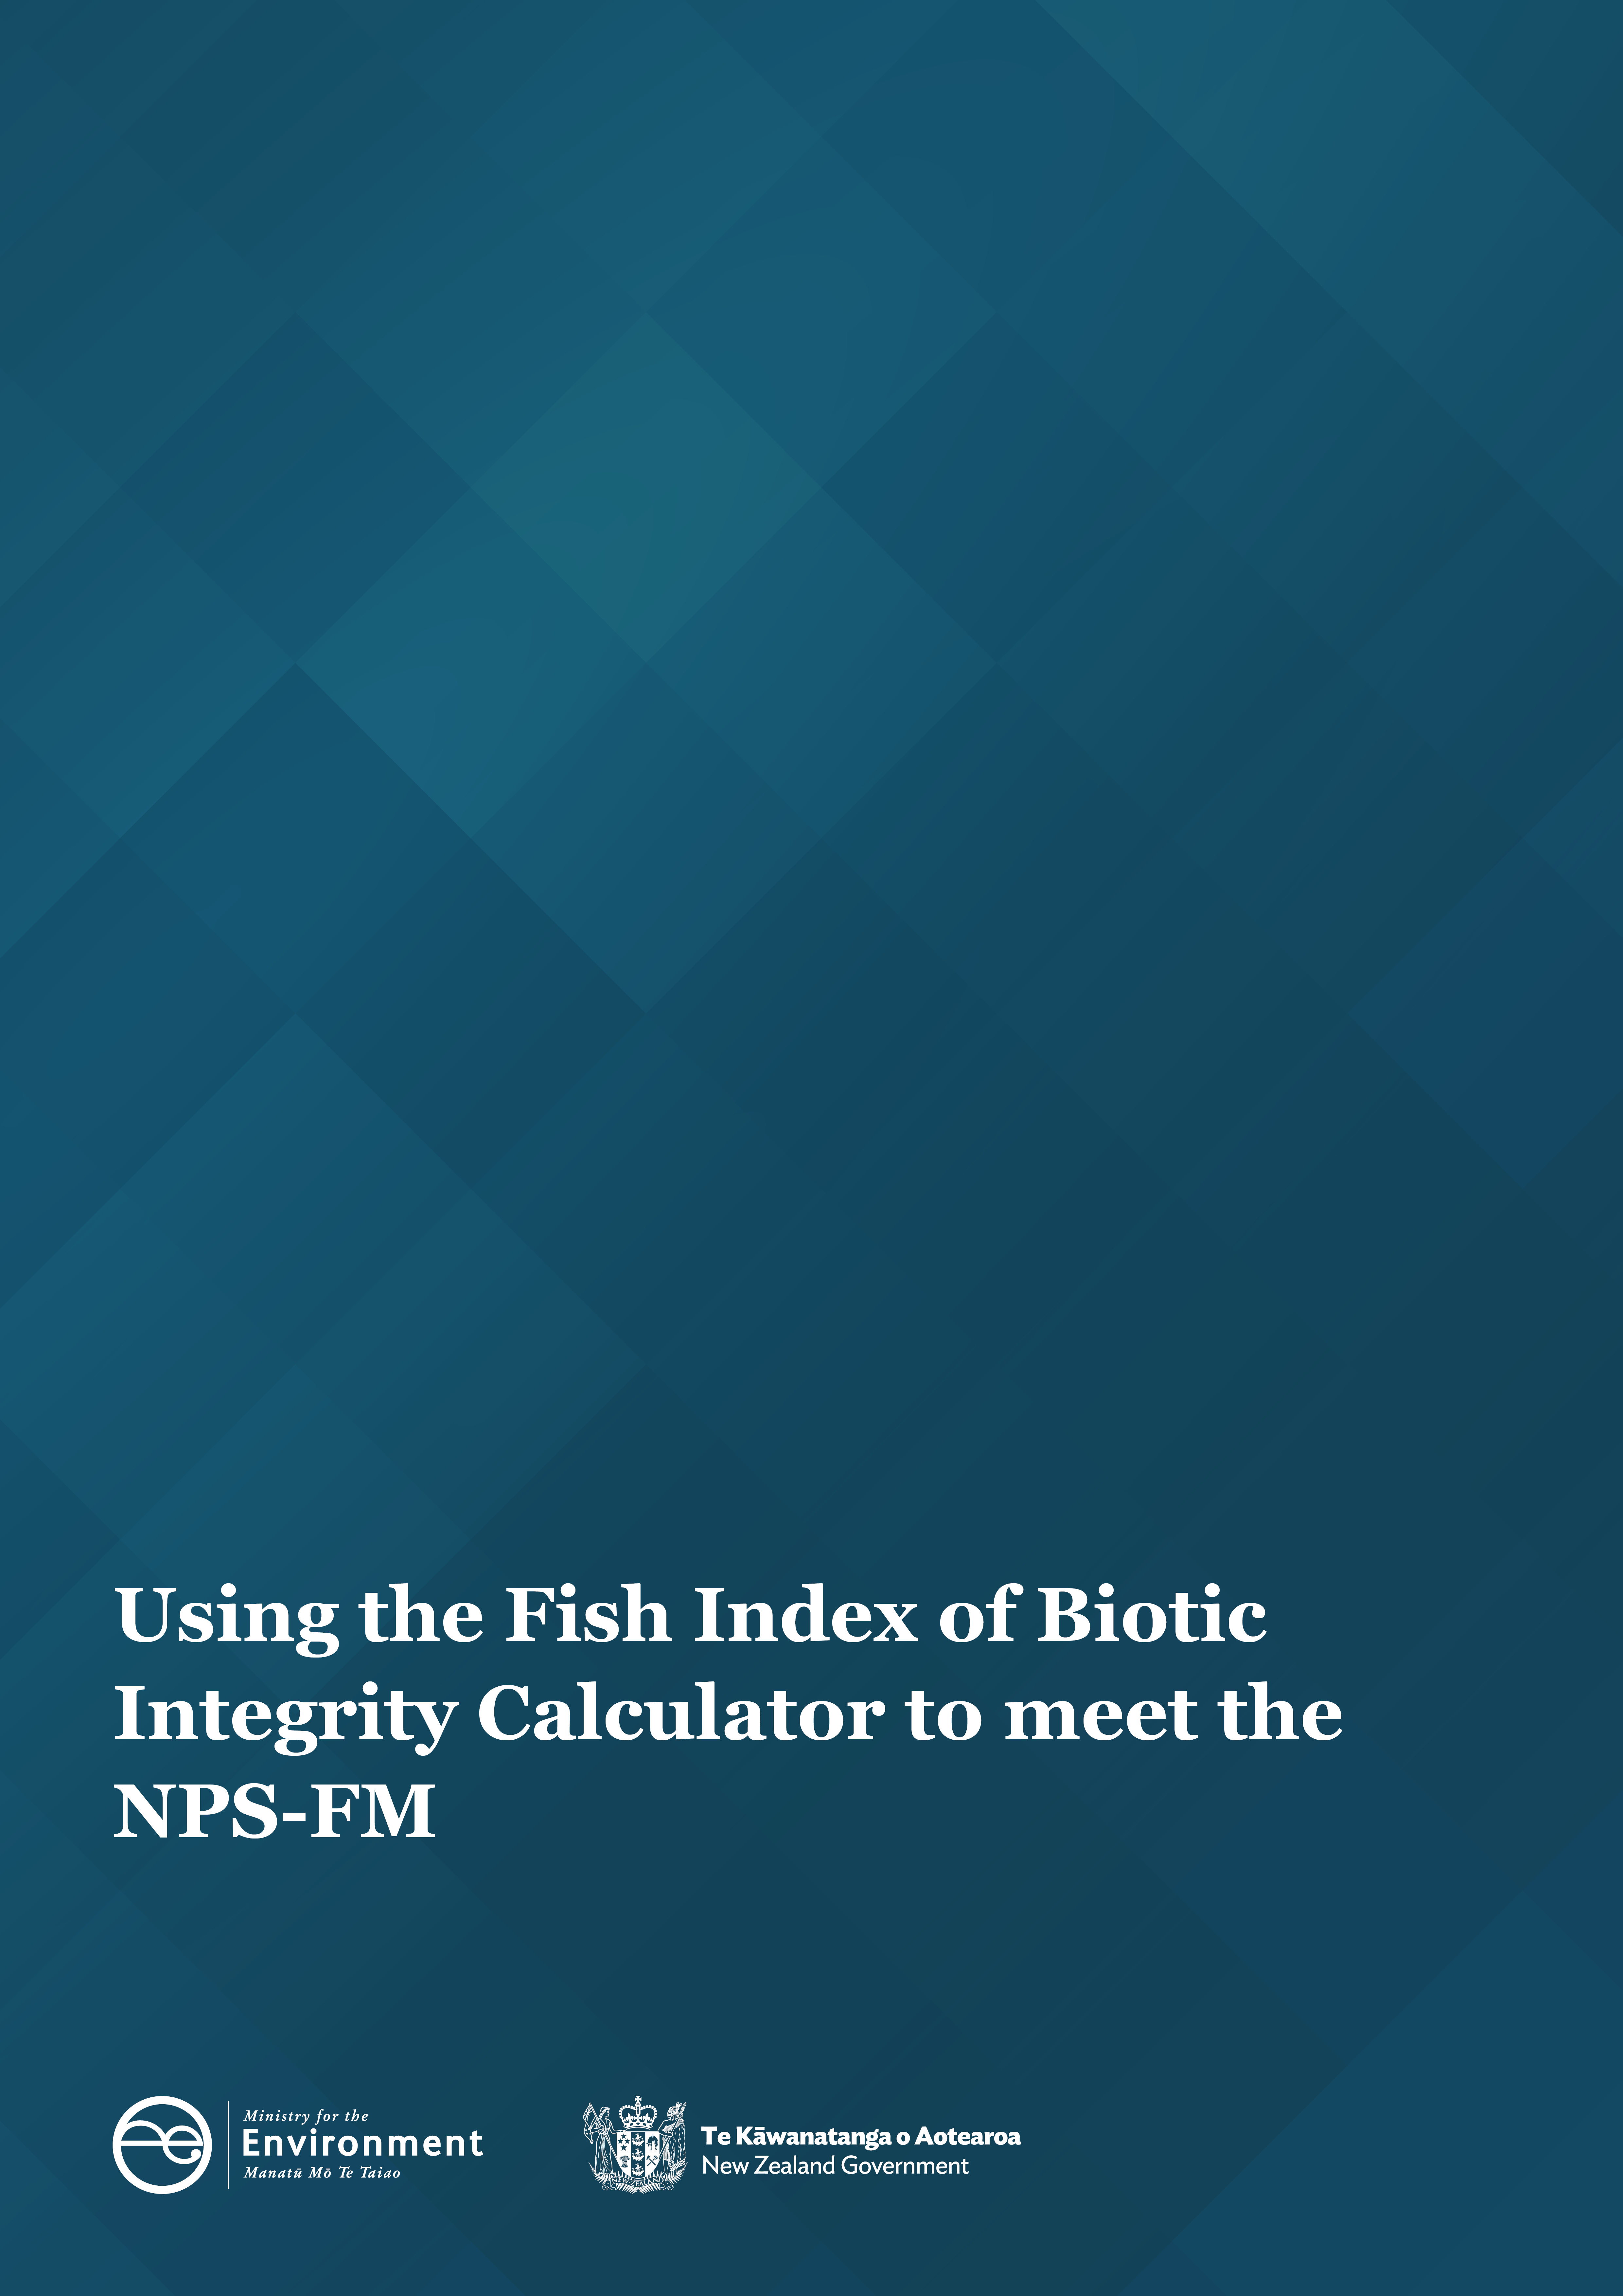 Using the Fish Index of Biotic
Integrity Calculator to meet the
NPS-FM
Ministry for the
Environment
Manatū Mō Te Taiao
Te Kāwanatanga o Aotearoa
New Zealand Government